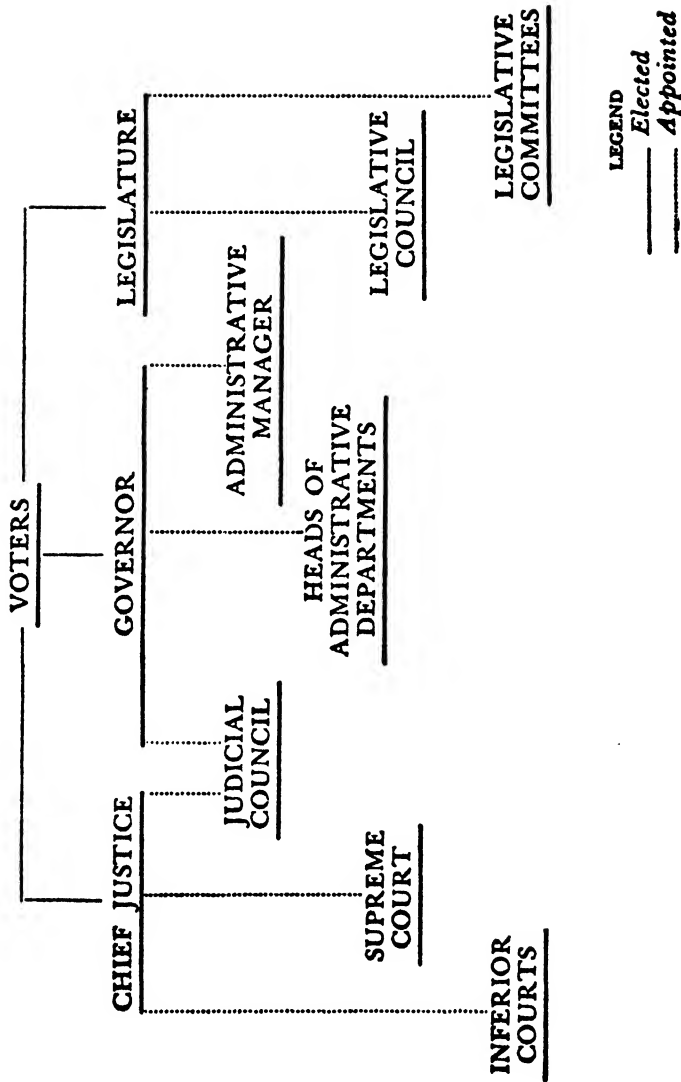 VOTERS
CHIEF JUSTICE
GOVERNOR
LEGISLATURE
JUDICIAL
COUNCIL
ADMINISTRATIVE
MANAGER
HEADS OF
ADMINISTRATIVE
DEPARTMENTS
SUPREME
COURT
LEGISLATIVE
COUNCIL
INFERIOR
COURTS
LEGISLATIVE
COMMITTEES
LEGEND
Elected
Appointed